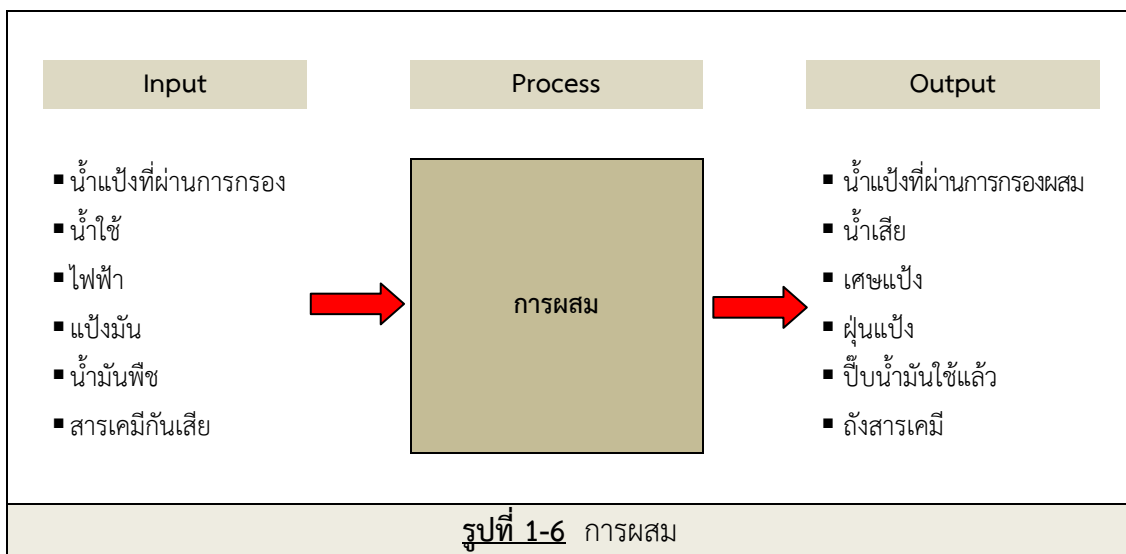 Input
Process
Output
▪ น้ำแป้งที่ผ่านการกรอง
▪ น้ำใช้
▪ ไฟฟ้า
▪ แป้งมัน
▪ น้ำมันพืช
▪ สารเคมีกันเสีย
การผสม
▪ น้ำแป้งที่ผ่านการกรองผสม
▪ น้ำเสีย
▪ เศษแป้ง
▪ ฝุ่นแป้ง
▪ ปี๊บน้ำมันใช้แล้ว
▪ ถังสารเคมี
รูปที่ 1-6 การผสม